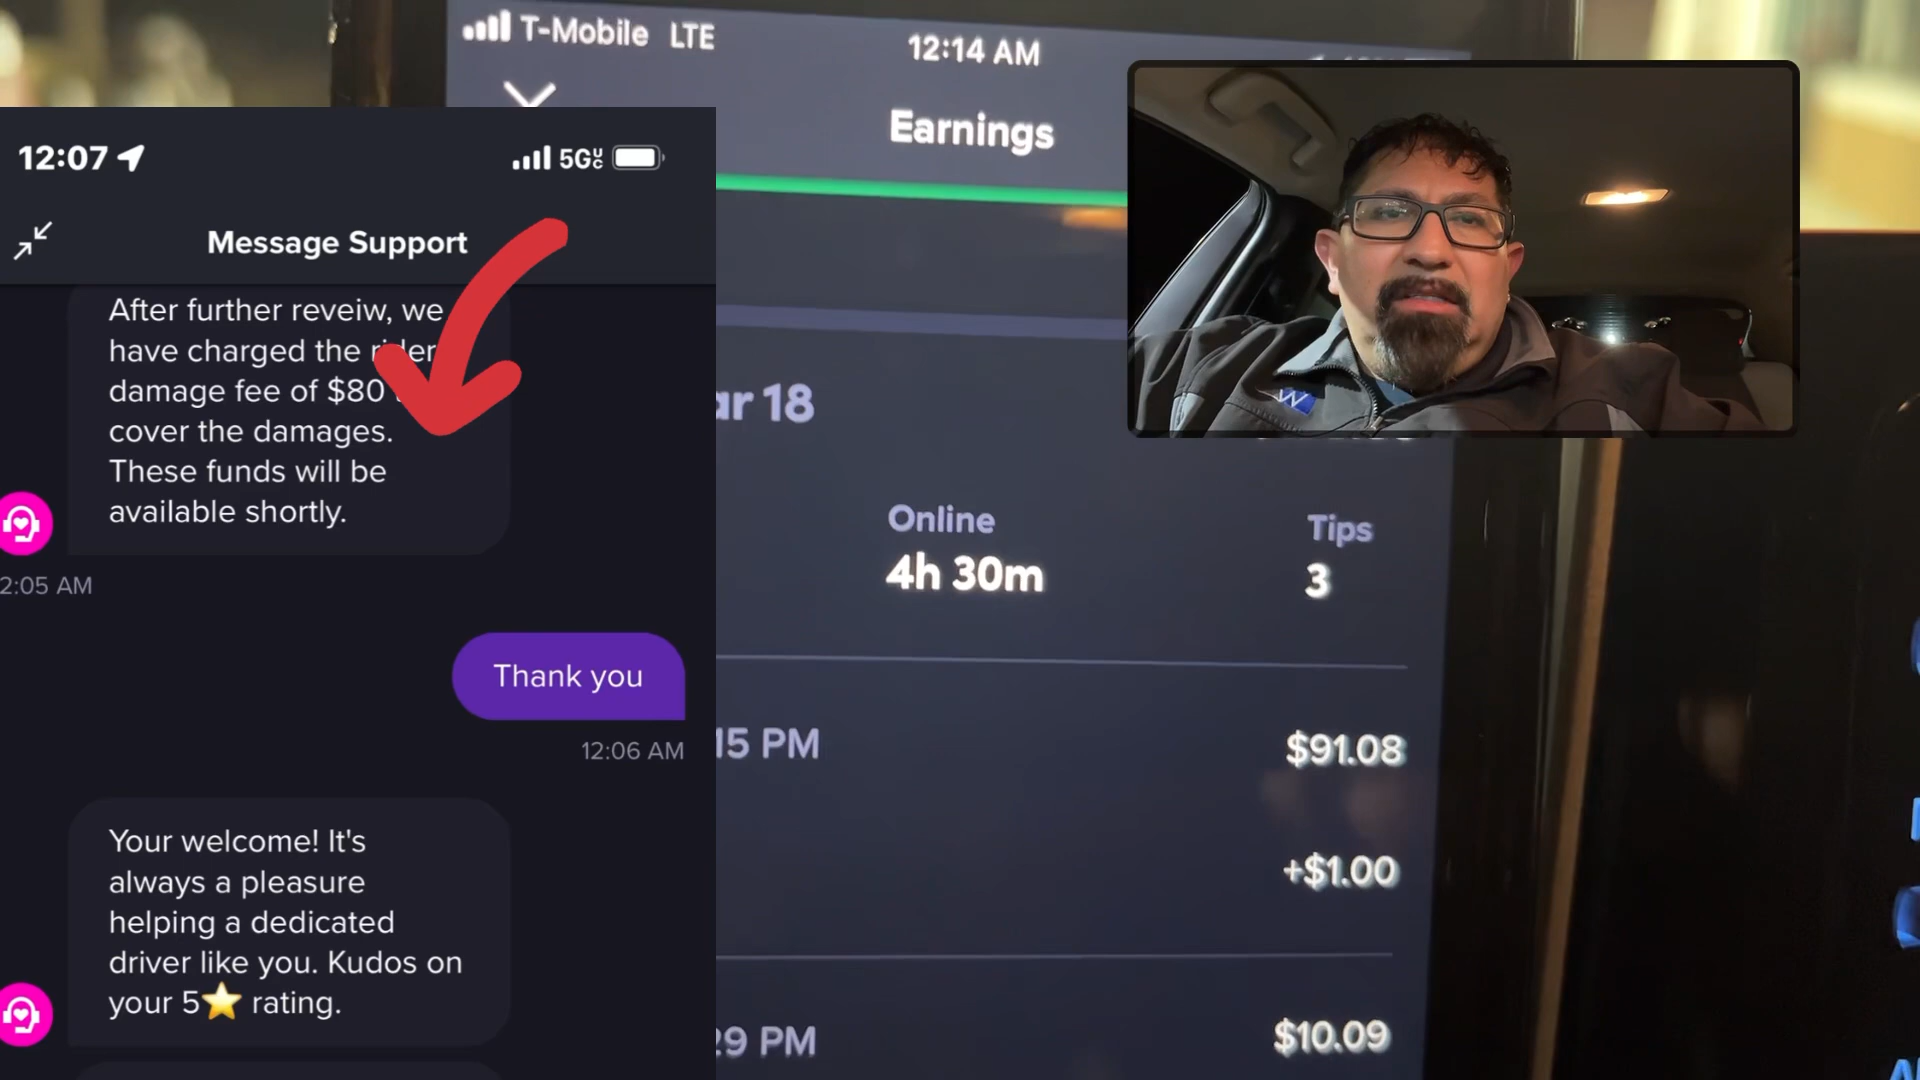 T-Mobile LTE
12:14 AM
Earnings
12:07
5G
Message Support
After further reveiw, we
have charged the rider
damage fee of $80
cover the damages.
These funds will be
available shortly.
2:05 AM
Thank you
12:06 AM
Your welcome! It's
always a pleasure
helping a dedicated
driver like you. Kudos on
your 5⭐ rating.
ar 18
Online
4h 30m
Tips
3
15 PM
$91.08
+$1.00
29 PM
$10.09
W